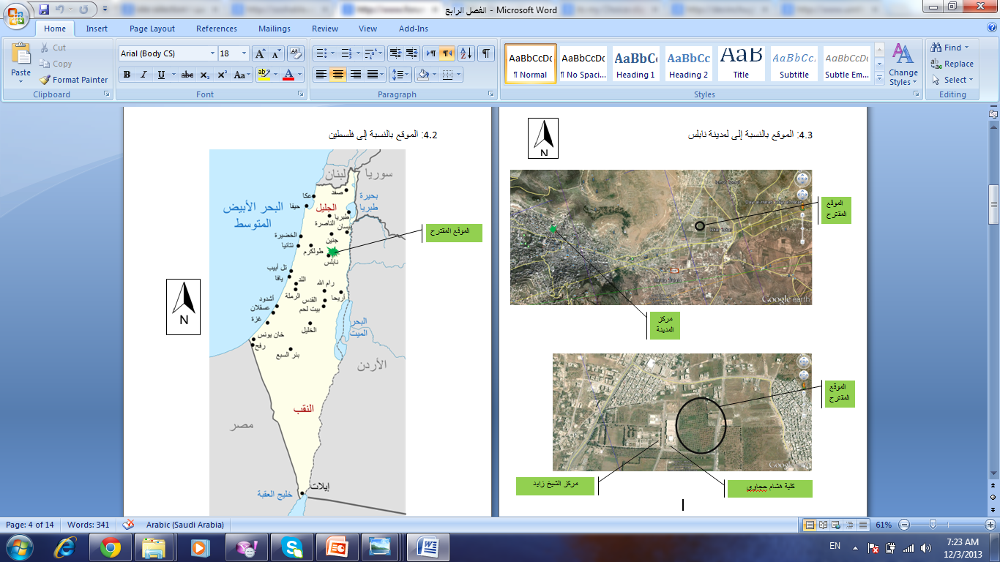 الفصل الرابع - Microsoft Word
Home
Insert
Page Layout
References
Mailings
Review
View
Add-Ins
Paste
Cut
Copy
Format Painter
Clipboard
Arial (Body CS)
18
Font
Paragraph
AaBbCcDc
¶ Normal
AaBbCcDc
¶ No Spaci...
AaBbC
Heading 1
AaBbCc
Heading 2
AaB
Title
AaBbCc.
Subtitle
AaBbCcDc
Subtle Em...
Change
Styles
Styles
Find
Replace
Select
Editing
4.3: الموقع بالنسبة إلى لمدينة نابلس
N
الموقع
المقترح
Google earth
مركز
المدينة
الموقع
المقترح
Google
كلية هشام حجاوي
مركز الشيخ زايد
4.2: الموقع بالنسبة إلى فلسطين
N
سوريا
لبنان
صفد
عكا
بحيرة
طبريا
الجليل
حيفا
البحر الأبيض
المتوسط
طبريا
الناصرة
بيسان
الموقع المقترح
الخضيرة
جنين
نتانيا
طولكرم
نابلس
تل أبيب
يافا
اللد
رام الله
الرملة
أريحا
القدس
أشدود
بيت لحم
عسقلان
غزة
البحر
الميت
الخليل
خان يونس
رفح
بئر السبع
الأردن
النقب
مصر
إيلات
خليج العقبة
Page: 4 of 14
Words: 341
Arabic (Saudi Arabia)
61%
EN
7:23 AM
12/3/2013